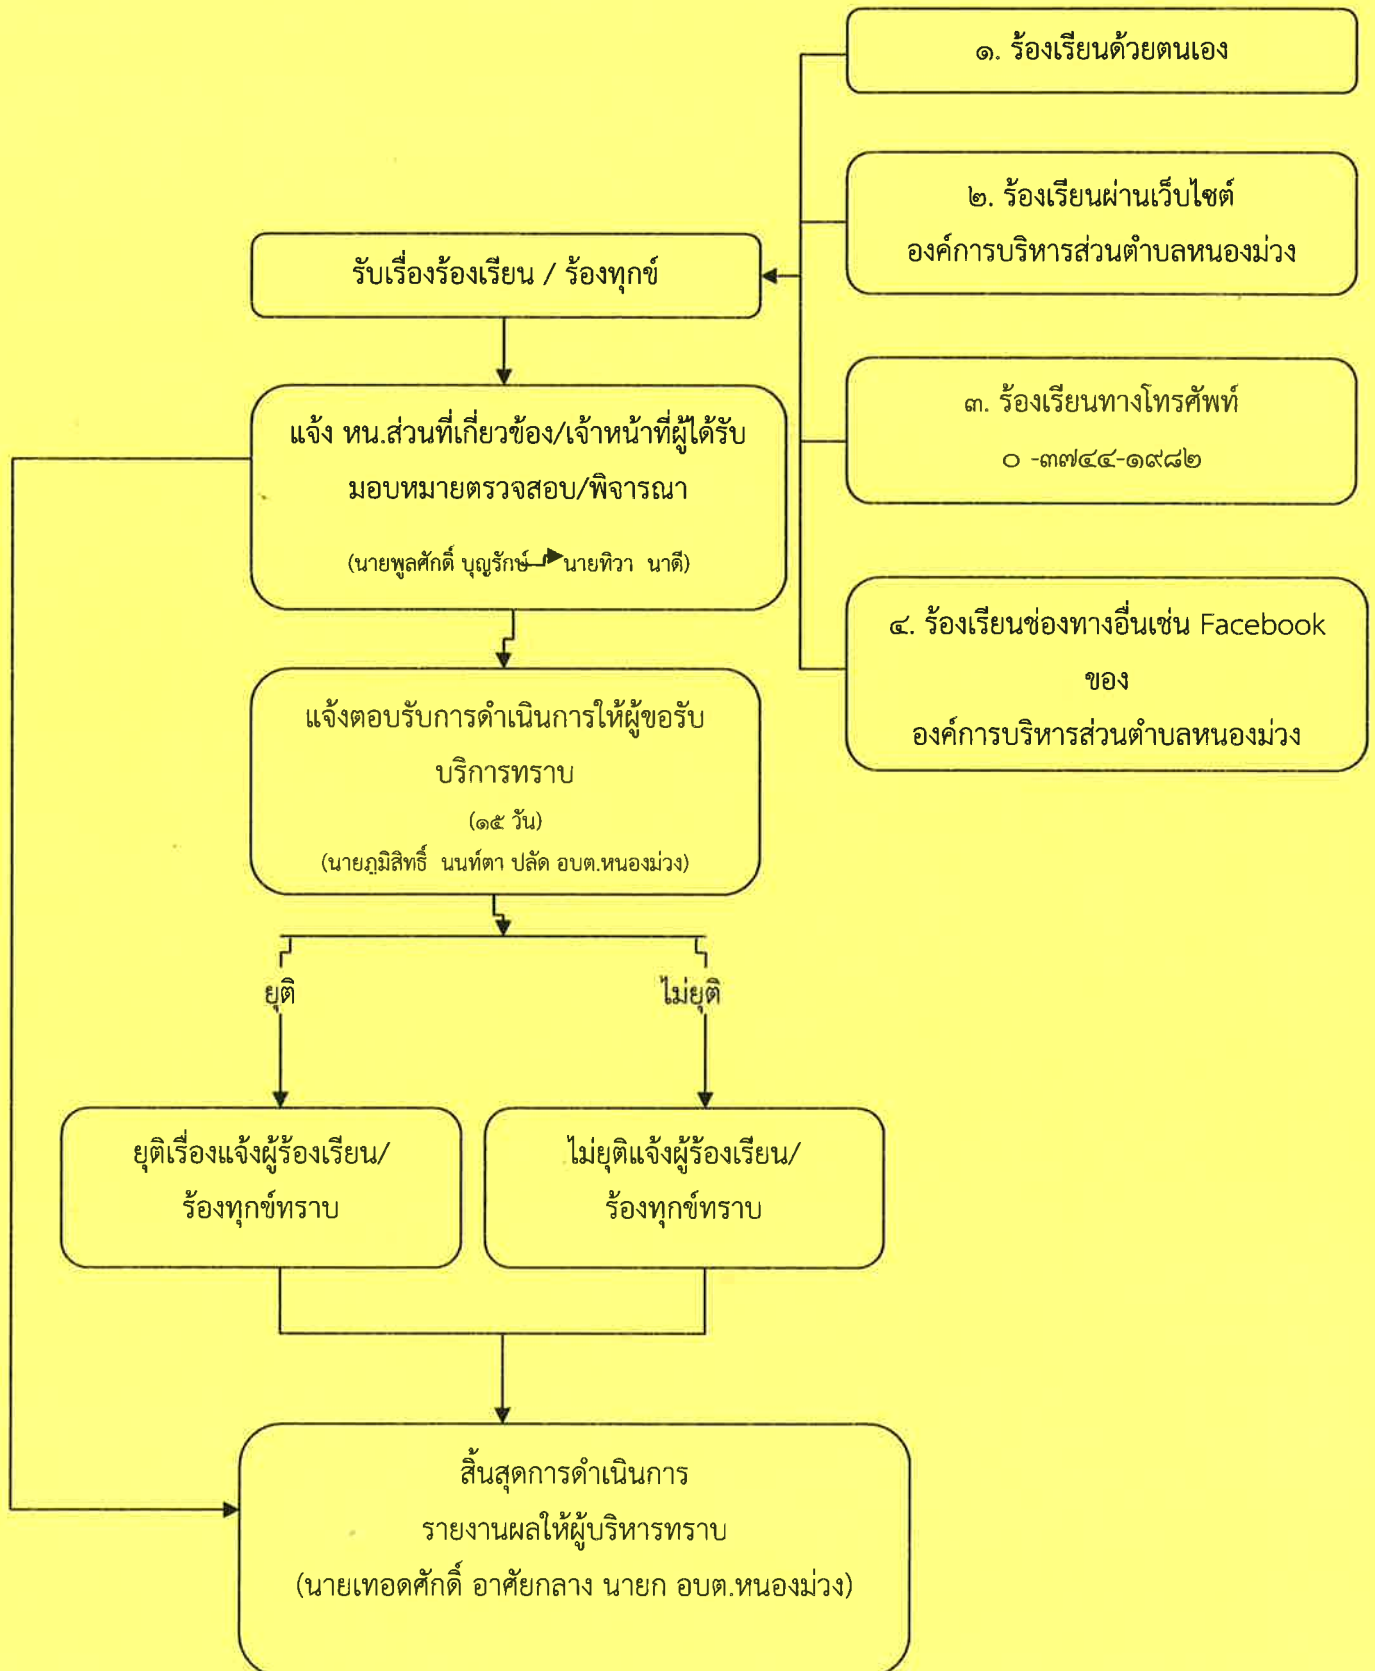 ๑. ร้องเรียนด้วยตนเอง
๒. ร้องเรียนผ่านเว็บไซต์
องค์การบริหารส่วนตำบลหนองม่วง
๓. ร้องเรียนทางโทรศัพท์
๐ -๓๗๔๔-๑๙๘๒
๔. ร้องเรียนช่องทางอื่นเช่น Facebook
ของ
องค์การบริหารส่วนตำบลหนองม่วง
รับเรื่องร้องเรียน / ร้องทุกข์
แจ้ง หน.ส่วนที่เกี่ยวข้อง/เจ้าหน้าที่ผู้ได้รับ
มอบหมายตรวจสอบ/พิจารณา
(นายพูลศักดิ์ บุญรักษ์ นายทิวา นาดี)
แจ้งตอบรับการดำเนินการให้ผู้ขอรับ
บริการทราบ
(๑๕ วัน)
(นายภูมิสิทธิ์ นนท์ตา ปลัด อบต.หนองม่วง)
ยุติ
ไม่ยุติ
ยุติเรื่องแจ้งผู้ร้องเรียน/
ร้องทุกข์ทราบ
ไม่ยุติแจ้งผู้ร้องเรียน/
ร้องทุกข์ทราบ
สิ้นสุดการดำเนินการ
รายงานผลให้ผู้บริหารทราบ
(นายเทอดศักดิ์ อาศัยกลาง นายก อบต.หนองม่วง)